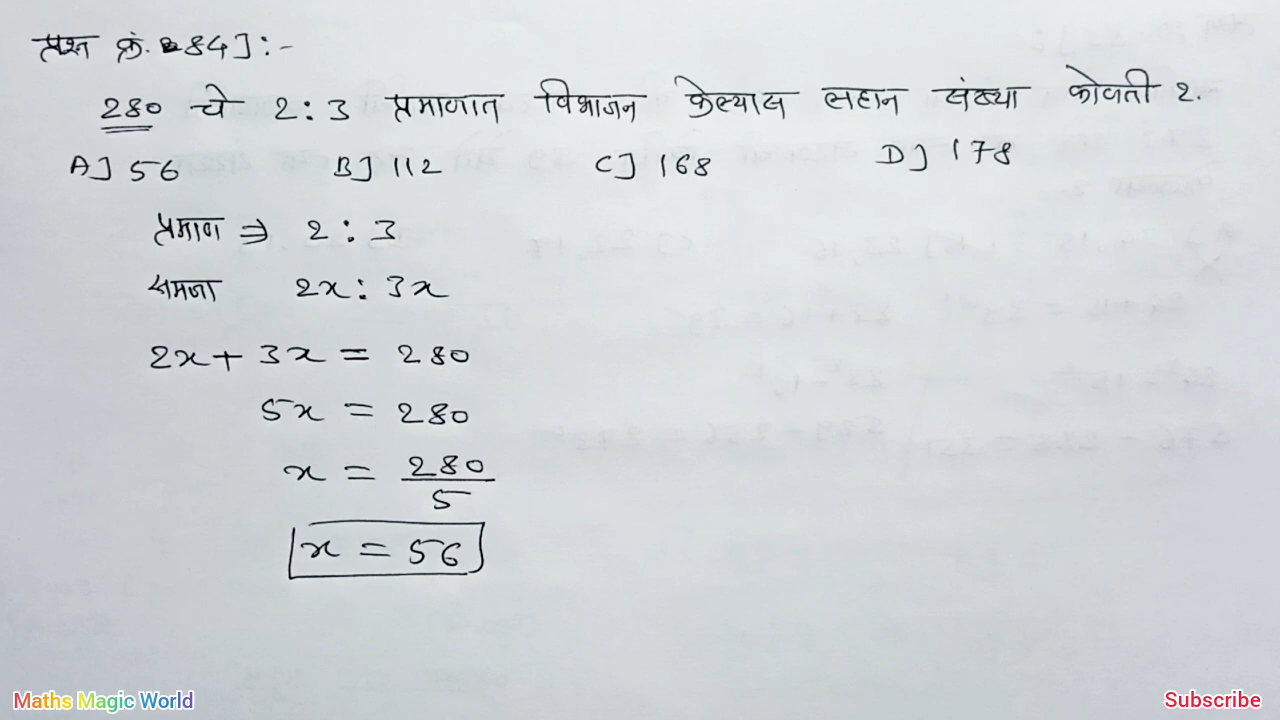 प्रश्न क्रं. 284]:-
280 चे 2:3 प्रमाणात विभाजन केल्यास लहान संख्या कोणती ?.
A] 56 B] 112 C] 168 D] 178
प्रमाण ⇒ 2 : 3
समजा 2x : 3x
2x + 3x = 280
5x = 280
x = 280
5
x = 56
Maths Magic World
Subscribe